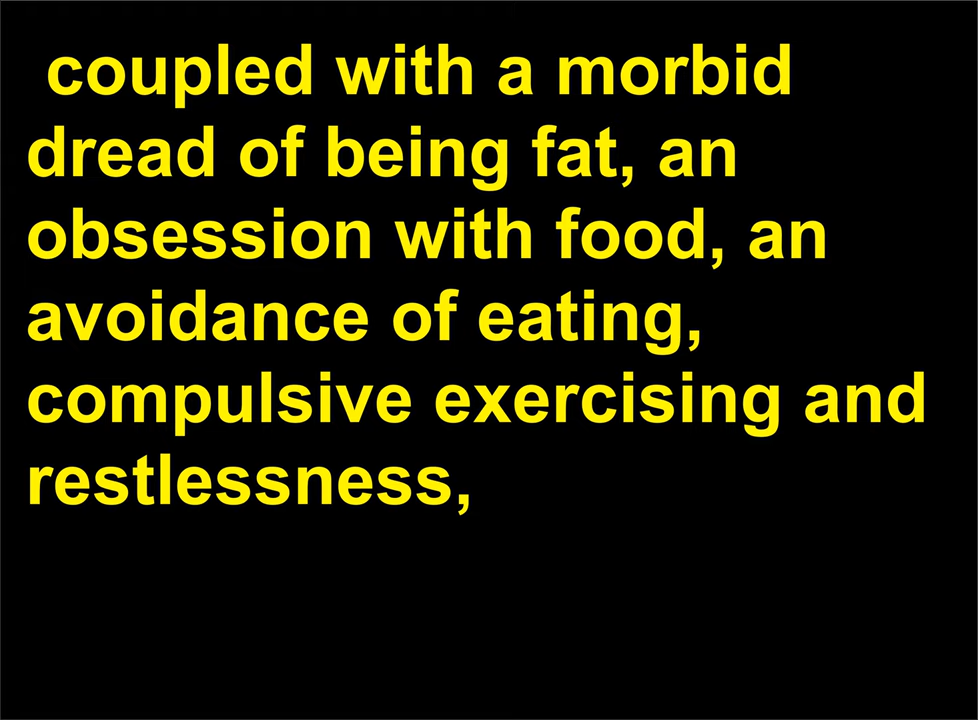 coupled with a morbid
dread of being fat, an
obsession with food, an
avoidance of eating,
compulsive exercising and
restlessness,